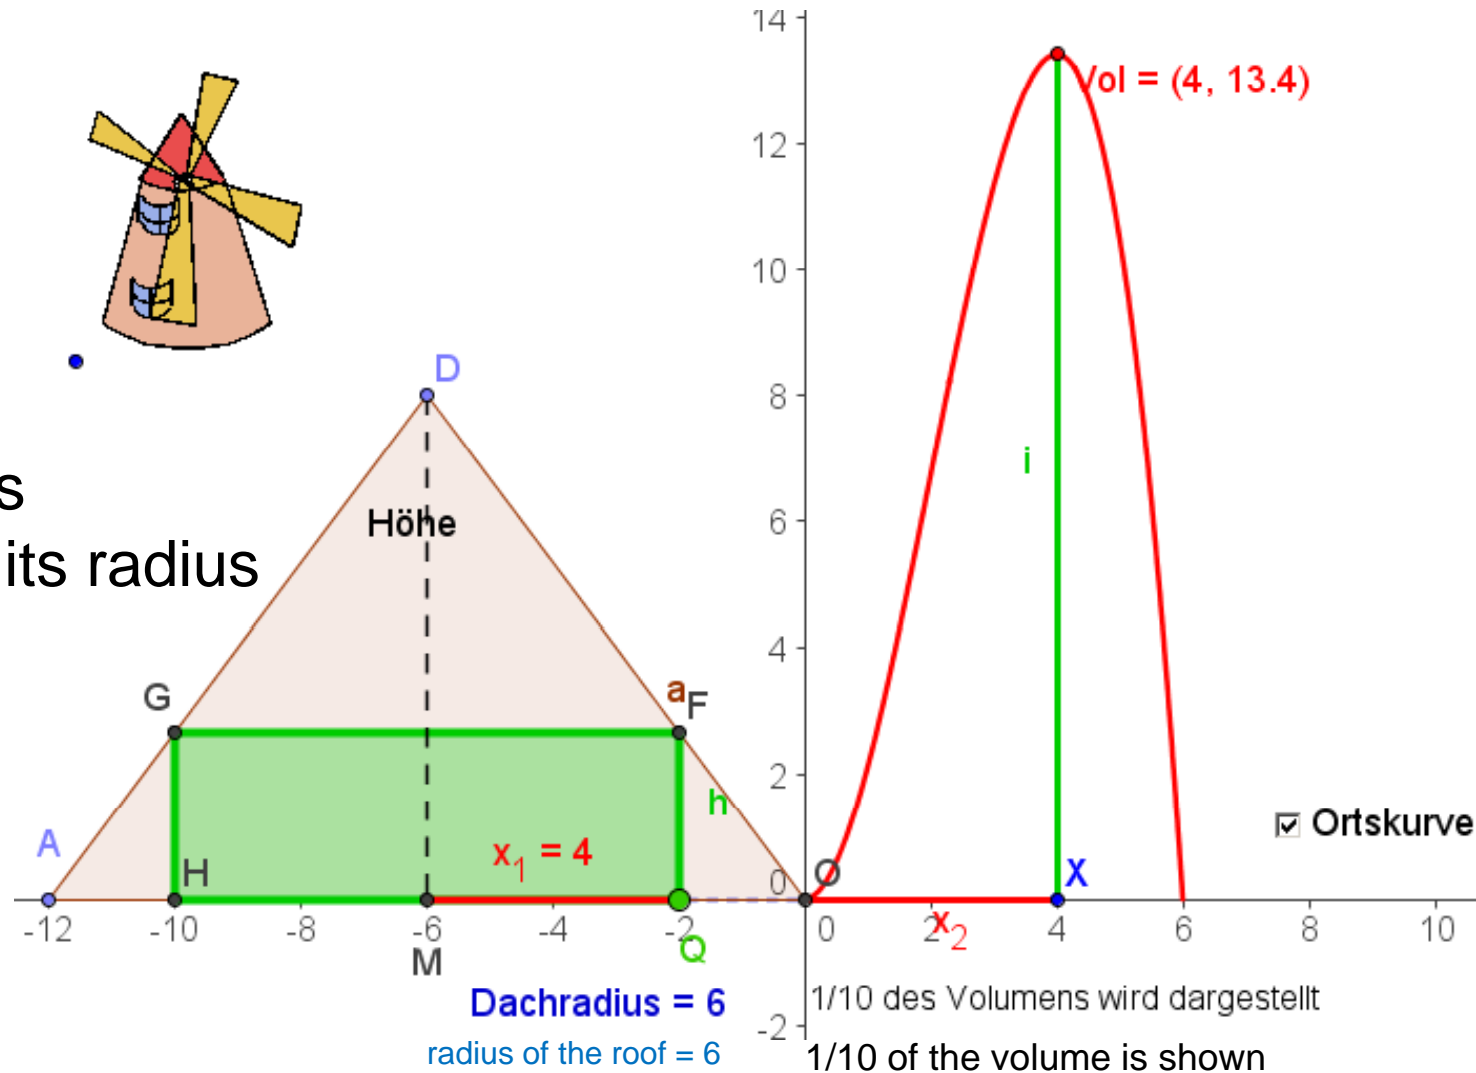 14
Vol = (4, 13.4)
12
10
8
D
s
Höhe
its radius
6
i
4
G
a
F
2
h
Ortskurve
A
H
x1 = 4
0
O
X
-12 -10 -8 -6 -4 -2 0 2 4 6 8 10
x2
M
Q
Dachradius = 6
1/10 des Volumens wird dargestellt
-2
radius of the roof = 6
1/10 of the volume is shown